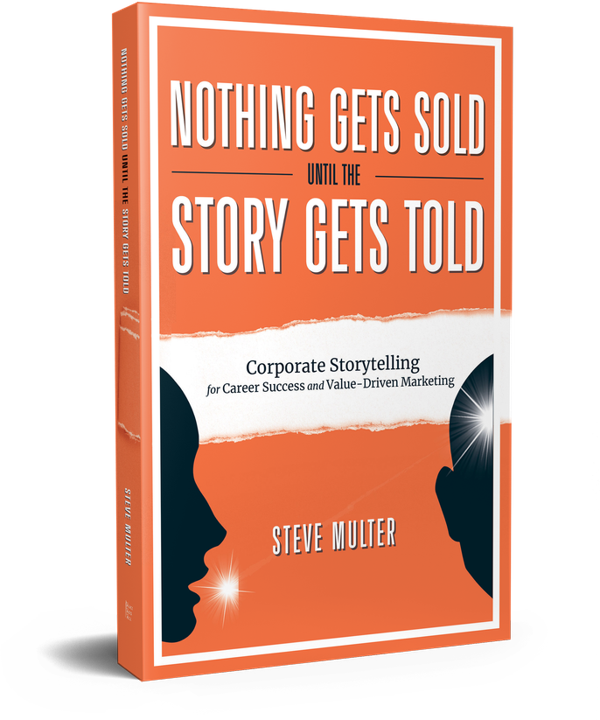 NOTHING GETS SOLD
UNTIL THE
STORY GETS TOLD
Corporate Storytelling
for Career Success and Value-Driven Marketing
STEVE MULTER
NOTHING GETS SOLD UNTIL THE STORY GETS TOLD
STEVE MULTER